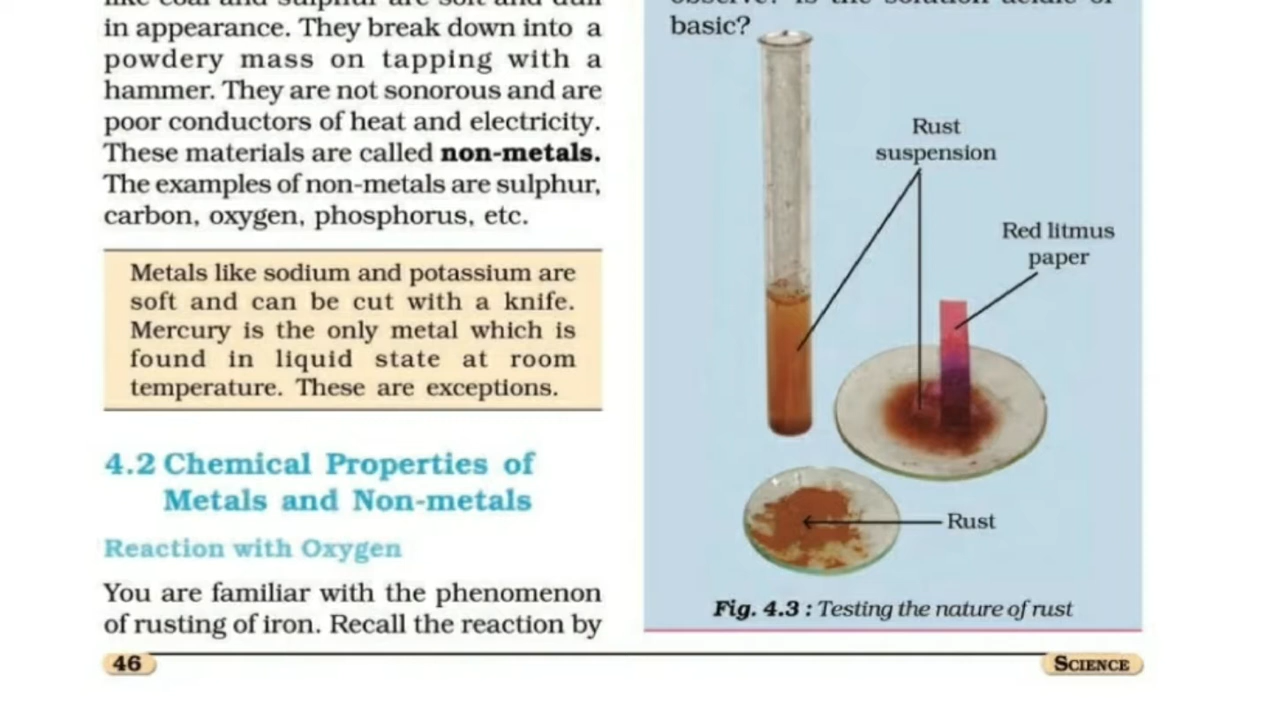 in appearance. They break down into a
powdery mass on tapping with a
hammer. They are not sonorous and are
poor conductors of heat and electricity.
These materials are called non-metals.
The examples of non-metals are sulphur,
carbon, oxygen, phosphorus, etc.
Metals like sodium and potassium are
soft and can be cut with a knife.
Mercury is the only metal which is
found in liquid state at room
temperature. These are exceptions.
4.2 Chemical Properties of
Metals and Non-metals
Reaction with Oxygen
You are familiar with the phenomenon
of rusting of iron. Recall the reaction by
basic?
Rust
suspension
Red litmus
paper
Rust
Fig. 4.3 : Testing the nature of rust
46
SCIENCE